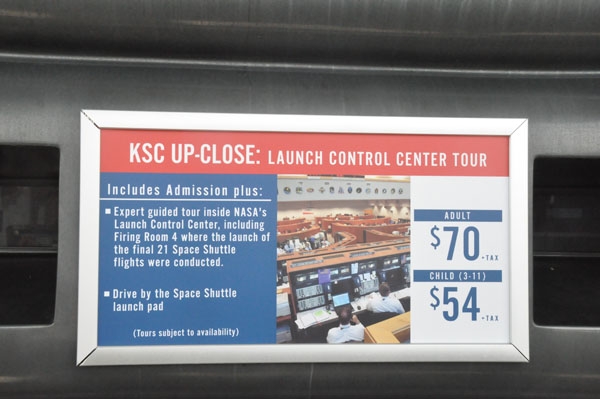 KSC UP-CLOSE: LAUNCH CONTROL CENTER TOUR
Includes Admission plus:
▪ Expert guided tour inside NASA's
Launch Control Center, including
Firing Room 4 where the launch of
the final 21 Space Shuttle
flights were conducted.
▪ Drive by the Space Shuttle
launch pad
(Tours subject to availability)
ADULT
$70+TAX
CHILD (3-11)
$54+TAX